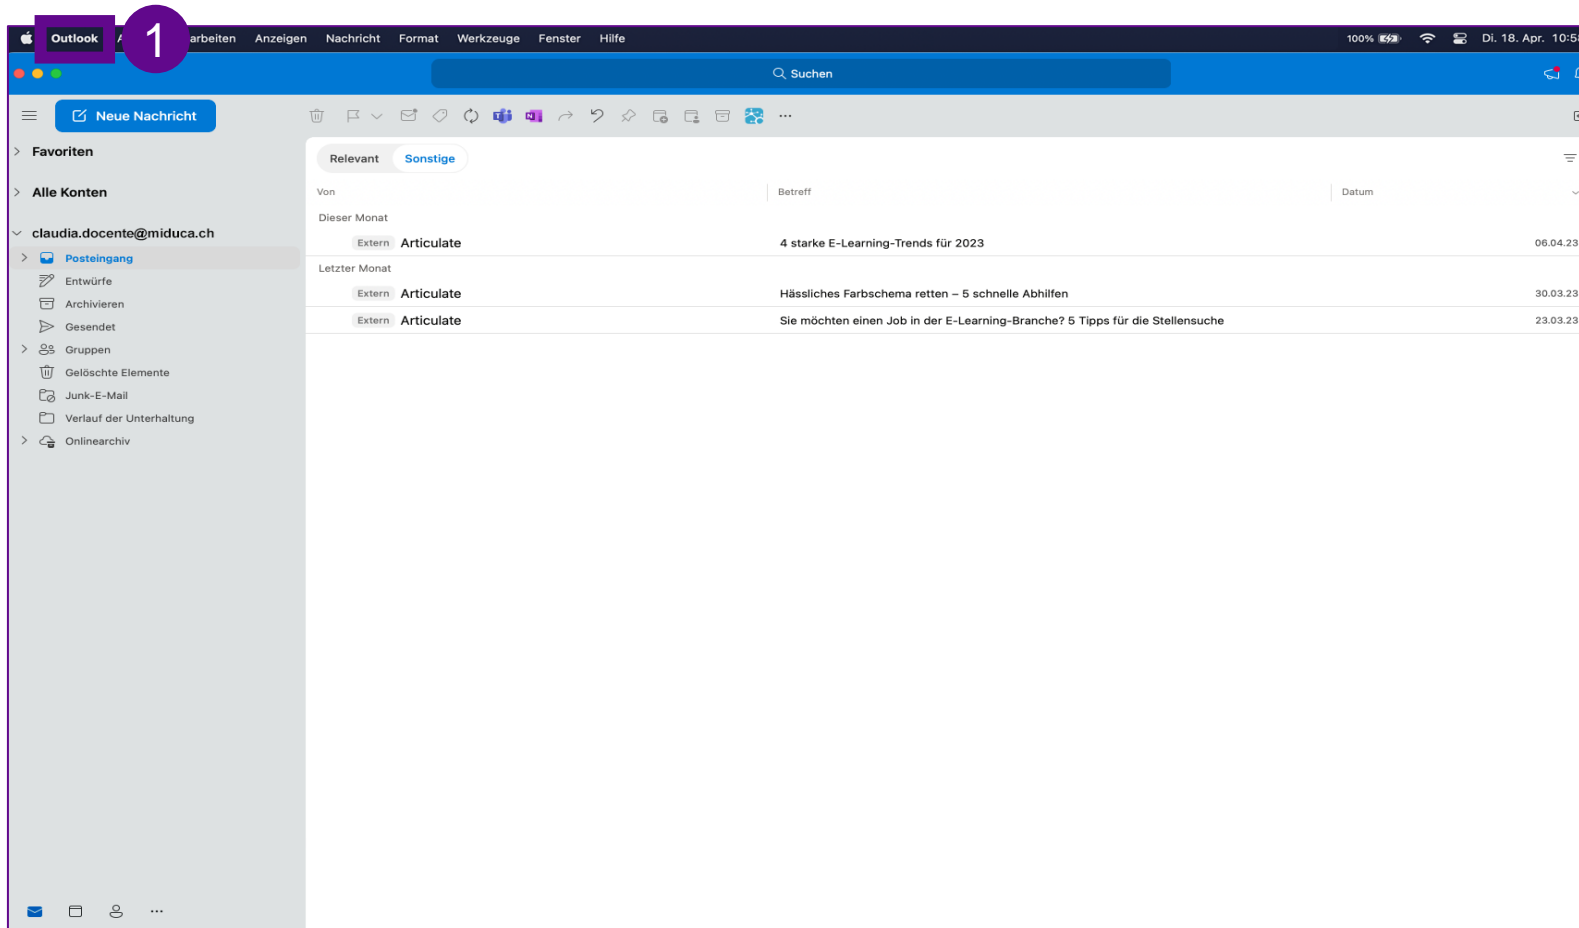 1
Outlook arbeiten Anzeigen Nachricht Format Werkzeuge Fenster Hilfe 100% Di. 18. Apr. 10:58
Suchen
Neue Nachricht
Favoriten
Alle Konten
claudia.docente@miduca.ch
Posteingang
Entwürfe
Archivieren
Gesendet
Gruppen
Gelöschte Elemente
Junk-E-Mail
Verlauf der Unterhaltung
Onlinearchiv
Relevant Sonstige
Von Betreff Datum
Dieser Monat
Extern Articulate 4 starke E-Learning-Trends für 2023 06.04.23
Letzter Monat
Extern Articulate Hässliches Farbschema retten – 5 schnelle Abhilfen 30.03.23
Extern Articulate Sie möchten einen Job in der E-Learning-Branche? 5 Tipps für die Stellensuche 23.03.23